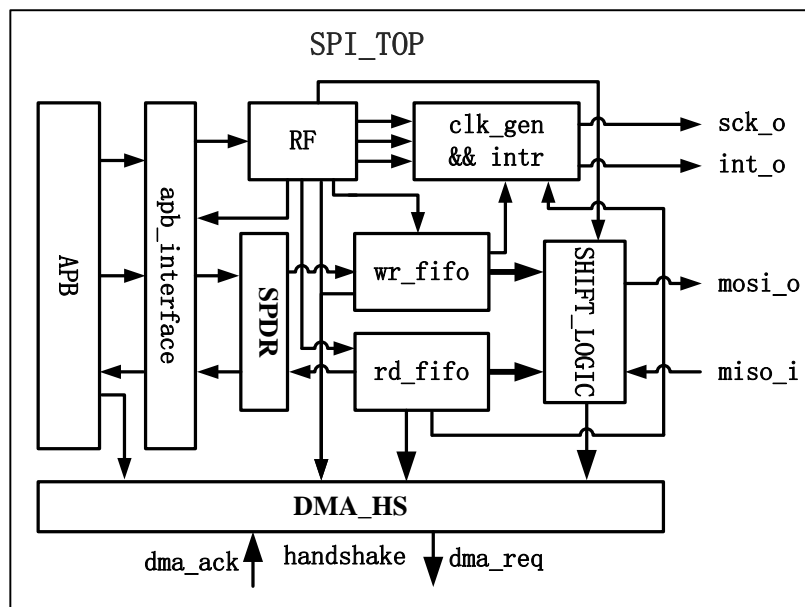 SPI_TOP
RF
clk_gen
&& intr
sck_o
int_o
APB
apb_interface
SPDR
wr_fifo
SHIFT_LOGIC
mosi_o
rd_fifo
miso_i
DMA_HS
dma_ack
handshake
dma_req